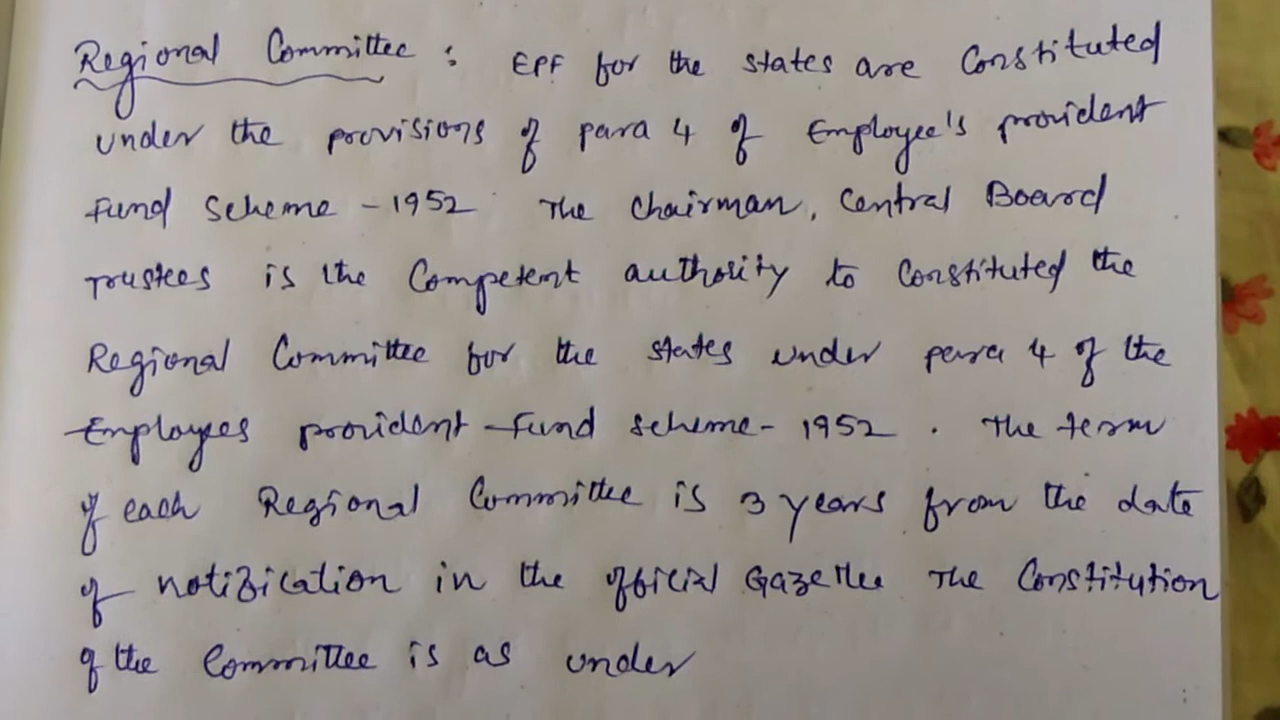 Regional Committee : EPF for the states are Constituted
under the provisions of para 4 of Employee's provident
fund scheme - 1952 The Chairman, Central Board
Trustees is the Competent authority to Constituted the
Regional Committee for the states under para 4 of the
Employees provident fund scheme - 1952 . The term
of each Regional Committee is 3 years from the date
of notification in the official Gazette The Constitution
of the Committee is as under